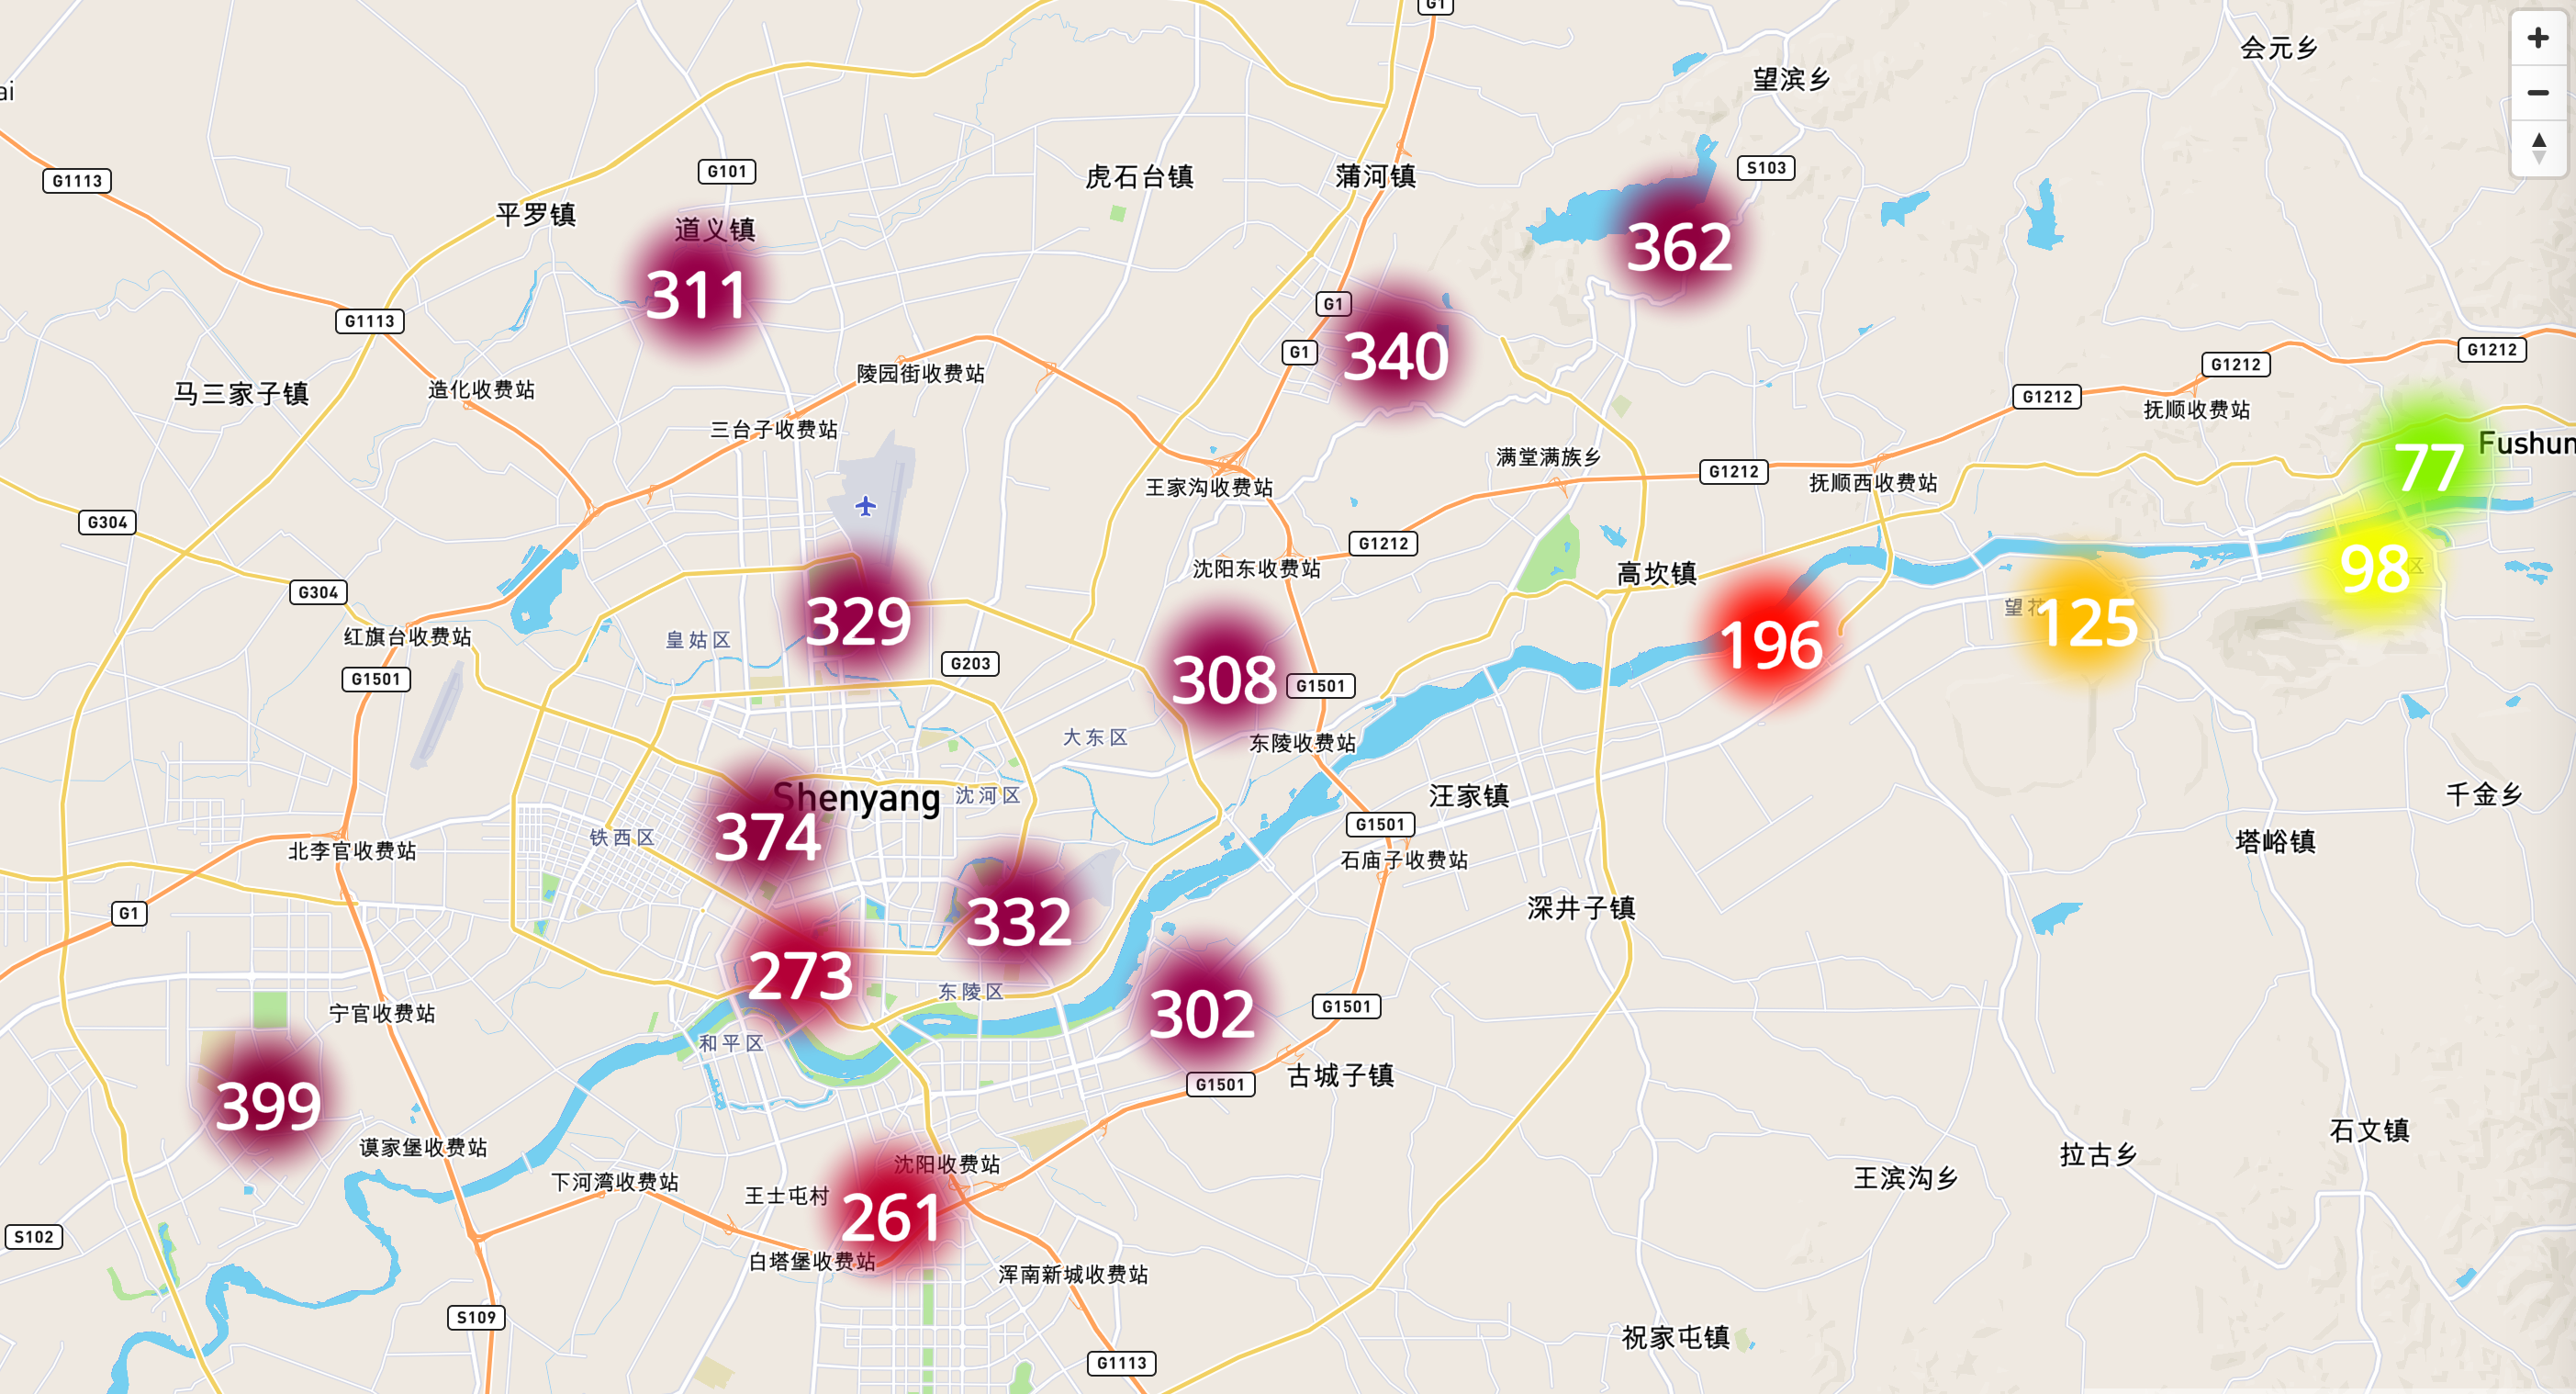 G1
会元乡
望滨乡
ai
G1113
G101
虎石台镇
蒲河镇
S103
平罗镇
道义镇
362
311
G1
G1113
340
G1
G1212
G1212
陵园街收费站
马三家子镇
造化收费站
G1212
抚顺收费站
三台子收费站
Fushun
满堂满族乡
77
G1212
王家沟收费站
抚顺西收费站
G304
G1212
沈阳东收费站
高坎镇
98
区
G304
望花
125
329
红旗台收费站
皇姑区
196
G203
308
G1501
G1501
大东区
东陵收费站
Shenyang
沈河区
汪家镇
千金乡
374
铁西区
G1501
塔峪镇
北李官收费站
石庙子收费站
G1
332
深井子镇
273
东陵区
302
G1501
宁官收费站
和平区
399
G1501
古城子镇
石文镇
谟家堡收费站
拉古乡
沈阳收费站
下河湾收费站
王士屯村
王滨沟乡
261
S102
白塔堡收费站
浑南新城收费站
S109
祝家屯镇
G1113